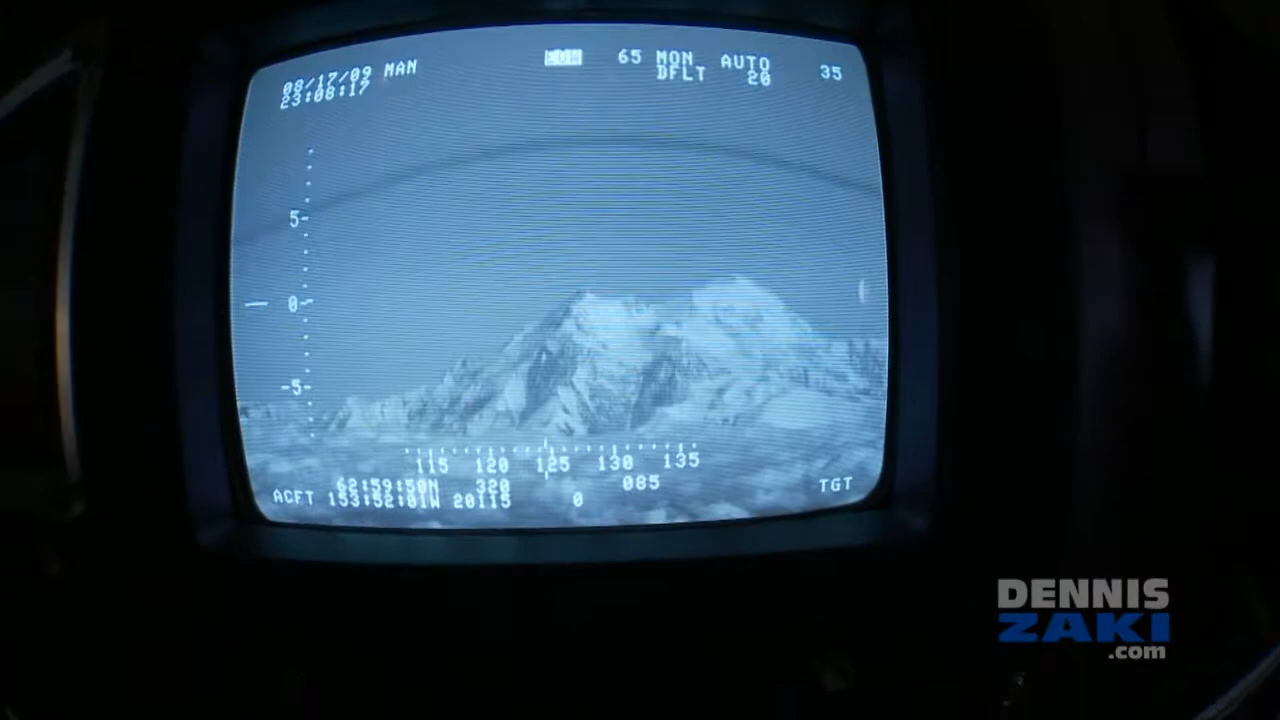 08/17/09 MAN
23:08:17
EOW 65 MON AUTO 35
DFLT 20
5
0
-5
115 120 125 130 135
62:59:50N 320 085 TGT
ACFT 153:52:01W 20115 0
DENNIS
ZAKI
.com